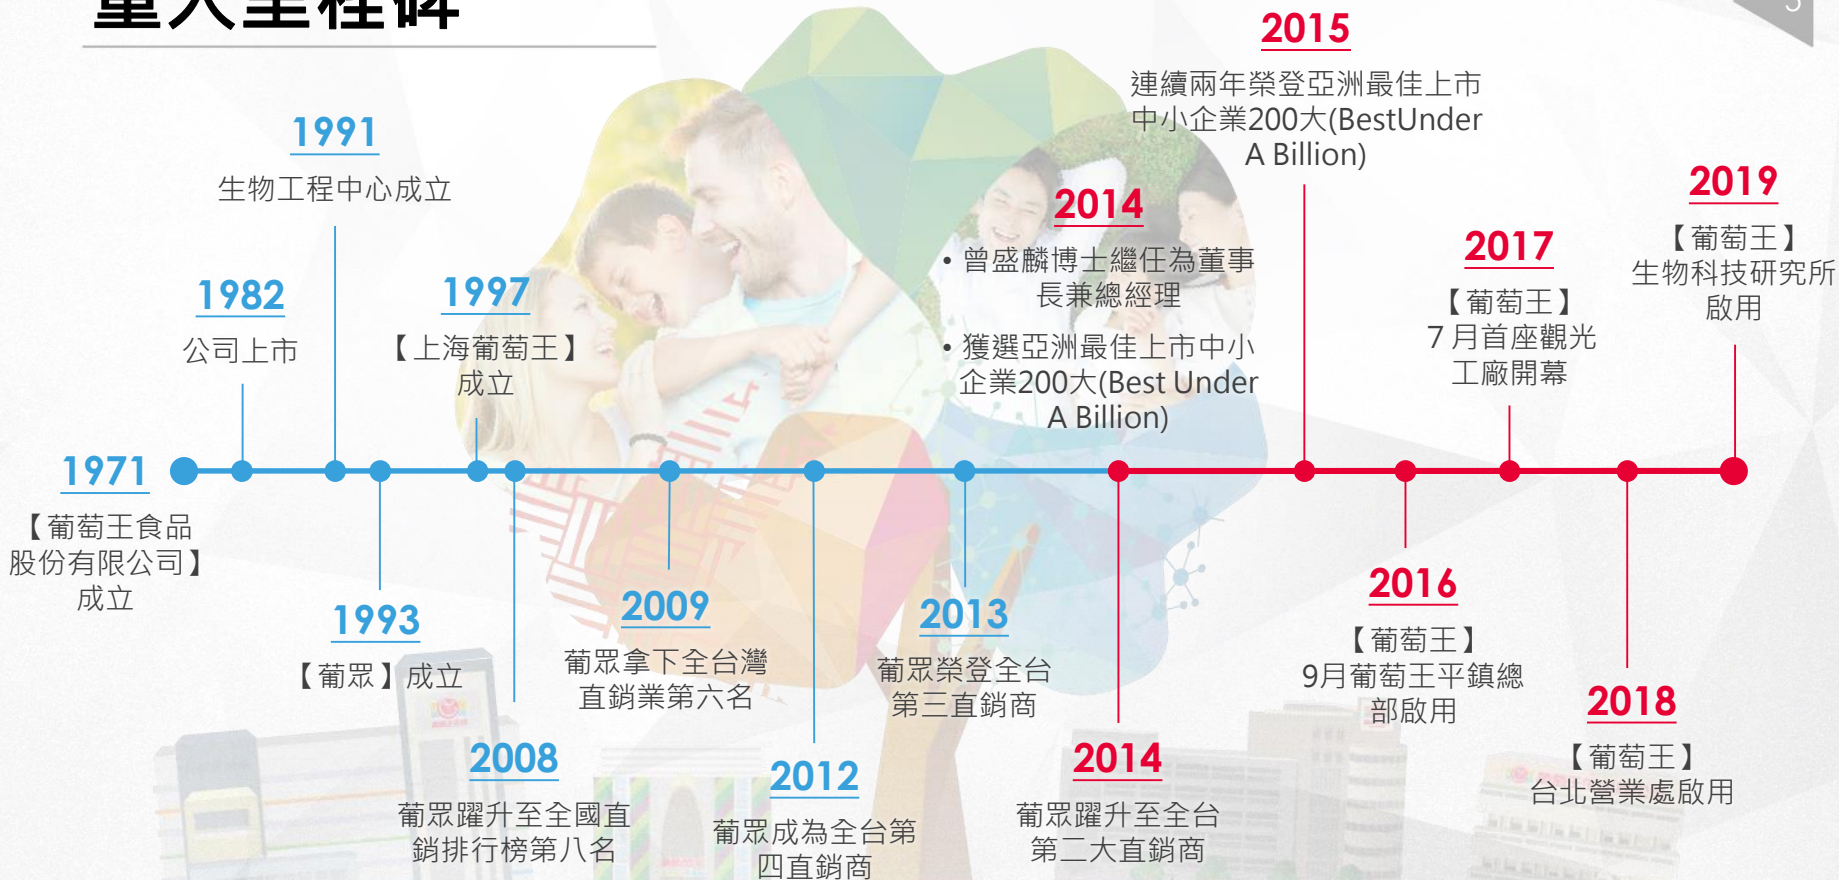 重大里程碑
5
1971
【葡萄王食品
股份有限公司】
成立
1982
公司上市
1991
生物工程中心成立
1993
【葡眾】成立
1997
【上海葡萄王】
成立
2008
葡眾躍升至全國直
銷排行榜第八名
2009
葡眾拿下全台灣
直銷業第六名
2012
葡眾成為全台第
四直銷商
2013
葡眾榮登全台
第三直銷商
2014
• 曾盛麟博士繼任為董事
長兼總經理
• 獲選亞洲最佳上市中小
企業200大(Best Under
A Billion)
2014
葡眾躍升至全台
第二大直銷商
2015
連續兩年榮登亞洲最佳上市
中小企業200大(BestUnder
A Billion)
2016
【葡萄王】
9月葡萄王平鎮總
部啟用
2017
【葡萄王】
7月首座觀光
工廠開幕
2018
【葡萄王】
台北營業處啟用
2019
【葡萄王】
生物科技研究所
啟用